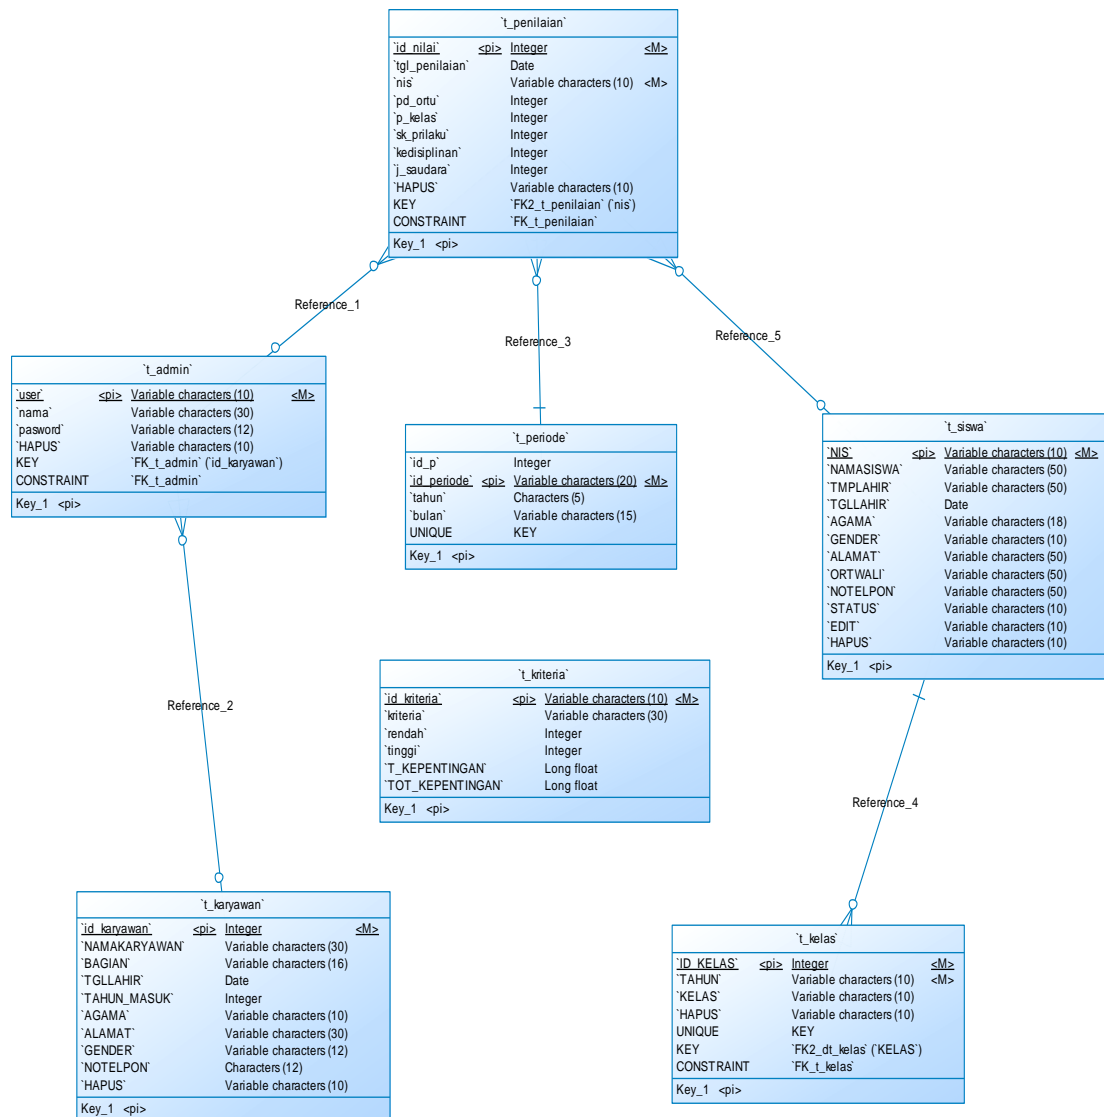 `t_penilaian`
`id_nilai` <pi> Integer <M>
`tgl_penilaian` Date
`nis` Variable characters (10) <M>
`pd_ortu` Integer
`p_kelas` Integer
`sk_prilaku` Integer
`kedisiplinan` Integer
`j_saudara` Integer
`HAPUS` Variable characters (10)
KEY `FK2_t_penilaian` (`nis`)
CONSTRAINT `FK_t_penilaian`
Key_1 <pi>
Reference_1
Reference_3
Reference_5
`t_admin`
`user` <pi> Variable characters (10) <M>
`nama` Variable characters (30)
`pasword` Variable characters (12)
`HAPUS` Variable characters (10)
KEY `FK_t_admin` (`id_karyawan`)
CONSTRAINT `FK_t_admin`
Key_1 <pi>
`t_periode`
`id_p` Integer
`id_periode` <pi> Variable characters (20) <M>
`tahun` Characters (5)
`bulan` Variable characters (15)
UNIQUE KEY
Key_1 <pi>
`t_siswa`
`NIS` <pi> Variable characters (10) <M>
`NAMASISWA` Variable characters (50)
`TMPLAHIR` Variable characters (50)
`TGLLAHIR` Date
`AGAMA` Variable characters (18)
`GENDER` Variable characters (10)
`ALAMAT` Variable characters (50)
`ORTWALI` Variable characters (50)
`NOTELPON` Variable characters (50)
`STATUS` Variable characters (10)
`EDIT` Variable characters (10)
`HAPUS` Variable characters (10)
Key_1 <pi>
`t_kriteria`
`id_kriteria` <pi> Variable characters (10) <M>
`kriteria` Variable characters (30)
`rendah` Integer
`tinggi` Integer
`T_KEPENTINGAN` Long float
`TOT_KEPENTINGAN` Long float
Key_1 <pi>
Reference_2
Reference_4
`t_karyawan`
`id_karyawan` <pi> Integer <M>
`NAMAKARYAWAN` Variable characters (30)
`BAGIAN` Variable characters (16)
`TGLLAHIR` Date
`TAHUN_MASUK` Integer
`AGAMA` Variable characters (10)
`ALAMAT` Variable characters (30)
`GENDER` Variable characters (12)
`NOTELPON` Characters (12)
`HAPUS` Variable characters (10)
Key_1 <pi>
`t_kelas`
`ID_KELAS` <pi> Integer <M>
`TAHUN` Variable characters (10) <M>
`KELAS` Variable characters (10)
`HAPUS` Variable characters (10)
UNIQUE KEY
KEY `FK2_dt_kelas` (`KELAS`)
CONSTRAINT `FK_t_kelas`
Key_1 <pi>